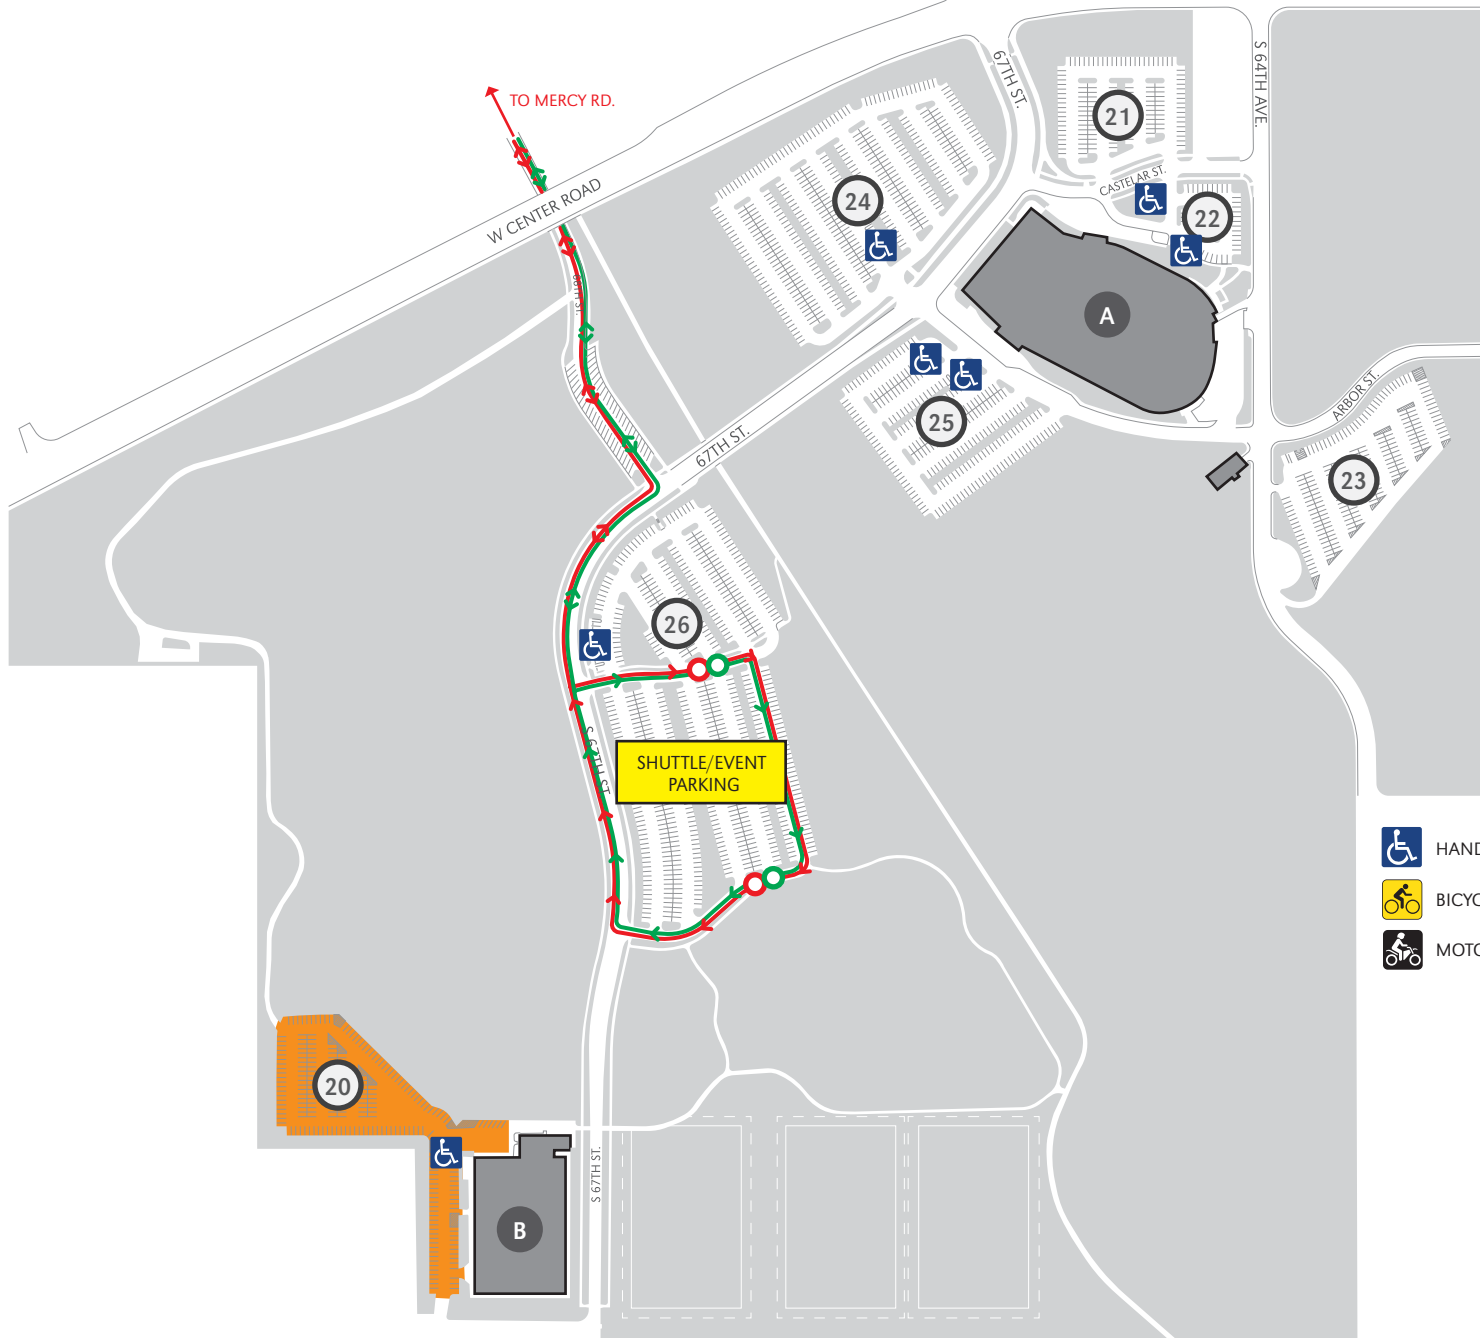 TO MERCY RD.
W CENTER ROAD
67TH ST.
S 64TH AVE.
21
CASTELAR ST.
22
24
A
25
ARBOR ST.
23
67TH ST.
26
S 67TH ST.
SHUTTLE/EVENT
PARKING
HAND
BICYC
MOTO
20
B
S 67TH ST.